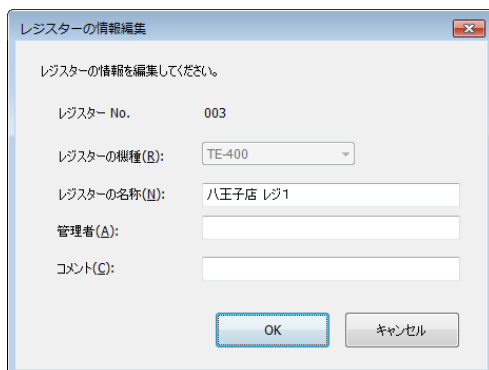 レジスターの情報編集
レジスターの情報を編集してください。
レジスター No. 003
レジスターの機種(R): TE-400
レジスターの名称(N): 八王子店 レジ1
管理者(A):
コメント(C):
OK キャンセル